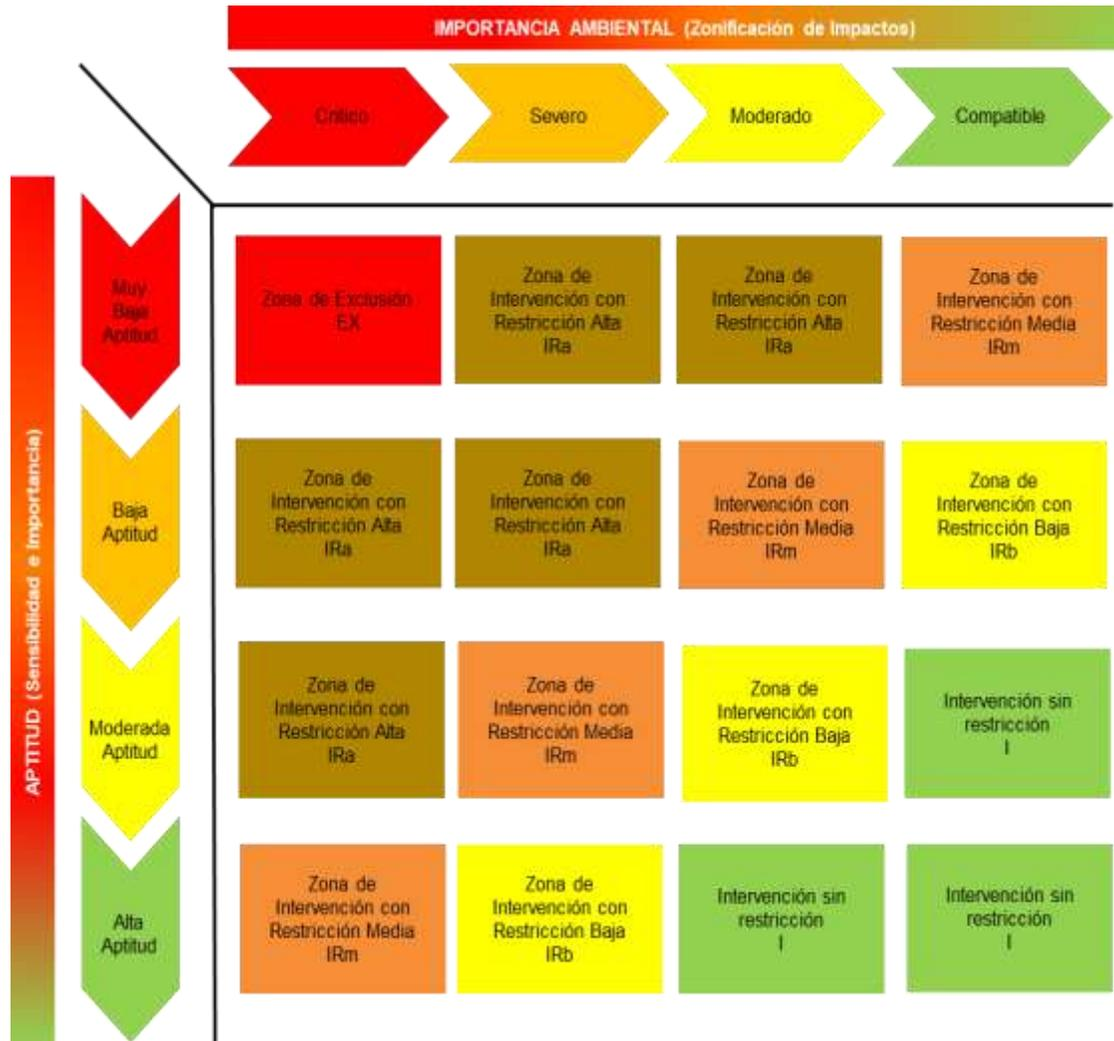 IMPORTANCIA AMBIENTAL (Zonificación de Impactos)
Crítico
Severo
Moderado
Compatible
APTITUD (Sensibilidad e Importancia)
Muy
Baja
Aptitud
Zona de Exclusión
EX
Zona de
Intervención con
Restricción Alta
IRa
Zona de
Intervención con
Restricción Alta
IRa
Zona de
Intervención con
Restricción Media
IRm
Baja
Aptitud
Zona de
Intervención con
Restricción Alta
IRa
Zona de
Intervención con
Restricción Alta
IRa
Zona de
Intervención con
Restricción Media
IRm
Zona de
Intervención con
Restricción Baja
IRb
Moderada
Aptitud
Zona de
Intervención con
Restricción Alta
IRa
Zona de
Intervención con
Restricción Media
IRm
Zona de
Intervención con
Restricción Baja
IRb
Intervención sin
restricción
I
Alta
Aptitud
Zona de
Intervención con
Restricción Media
IRm
Zona de
Intervención con
Restricción Baja
IRb
Intervención sin
restricción
I
Intervención sin
restricción
I